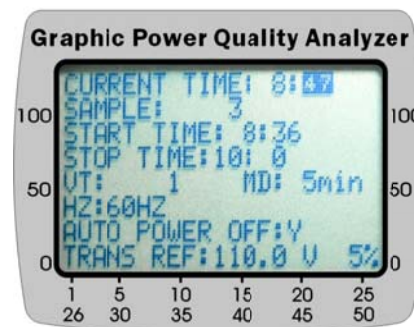 Graphic Power Quality Analyzer
CURRENT TIME: 8:47
100 SAMPLE: 3 100
START TIME: 8:36
STOP TIME:10: 0
50 VT: 1 MD: 5min 50
HZ:60HZ
AUTO POWER OFF:Y
0 TRANS REF:110.0 V 5% 0
1 5 10 15 20 25
26 30 35 40 45 50